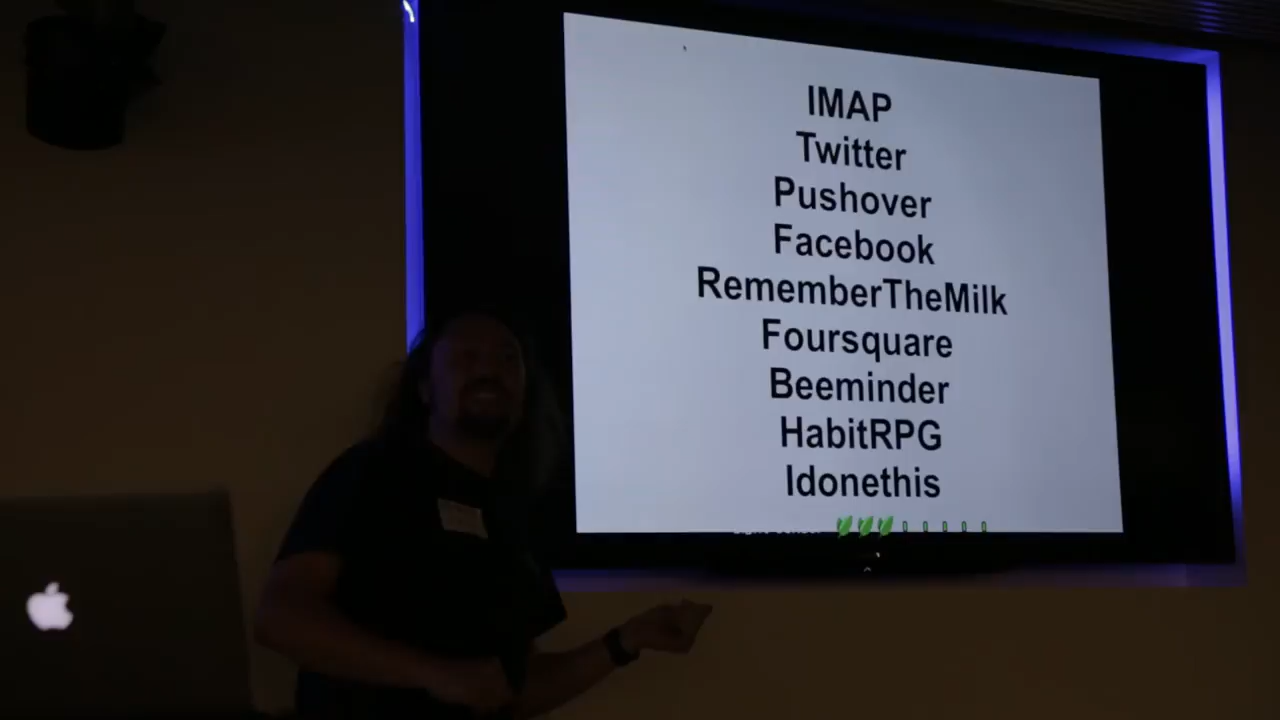 IMAP
Twitter
Pushover
Facebook
RememberTheMilk
Foursquare
Beeminder
HabitRPG
Idonethis